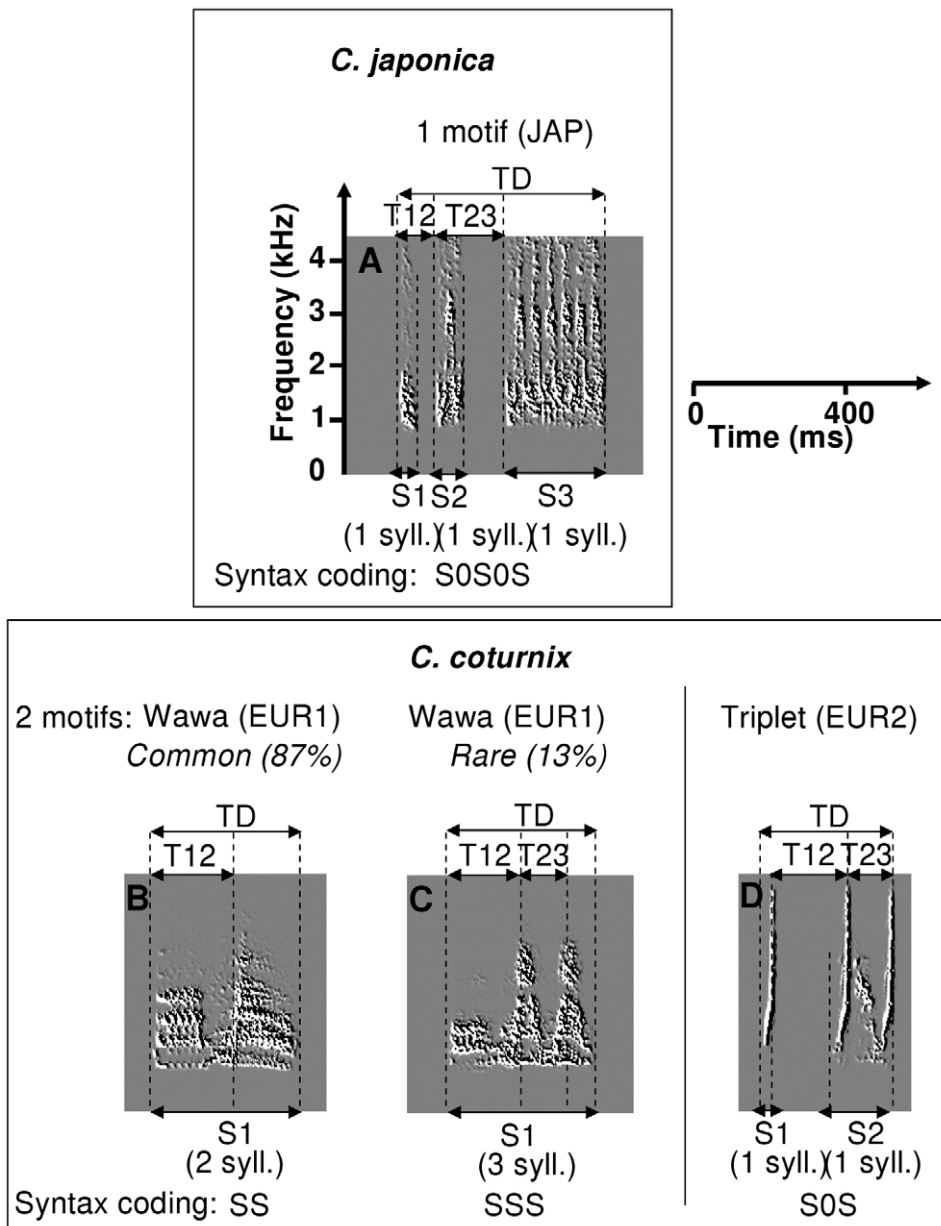 C. japonica
1 motif (JAP)
TD
T12 T23
Frequency (kHz)
4
3
2
1
0
A
S1 S2 S3
(1 syll.)(1 syll.)(1 syll.)
Syntax coding: S0S0S
0 400
Time (ms)
C. coturnix
2 motifs: Wawa (EUR1) Wawa (EUR1) Triplet (EUR2)
Common (87%) Rare (13%)
TD TD TD
T12 T12 T23 T12 T23
B C D
S1 S1 S1 S2
(2 syll.) (3 syll.) (1 syll.)(1 syll.)
Syntax coding: SS SSS S0S